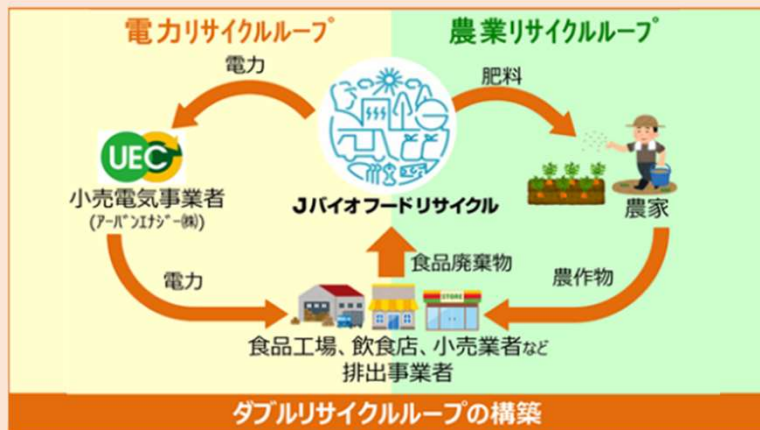 電力リサイクルループ
農業リサイクルループ
電力
肥料
UEC
小売電気事業者
(アーバンエナジー㈱)
Jバイオフードリサイクル
農家
電力
食品廃棄物
農作物
STORE
食品工場、飲食店、小売業者など
排出事業者
ダブルリサイクルループの構築